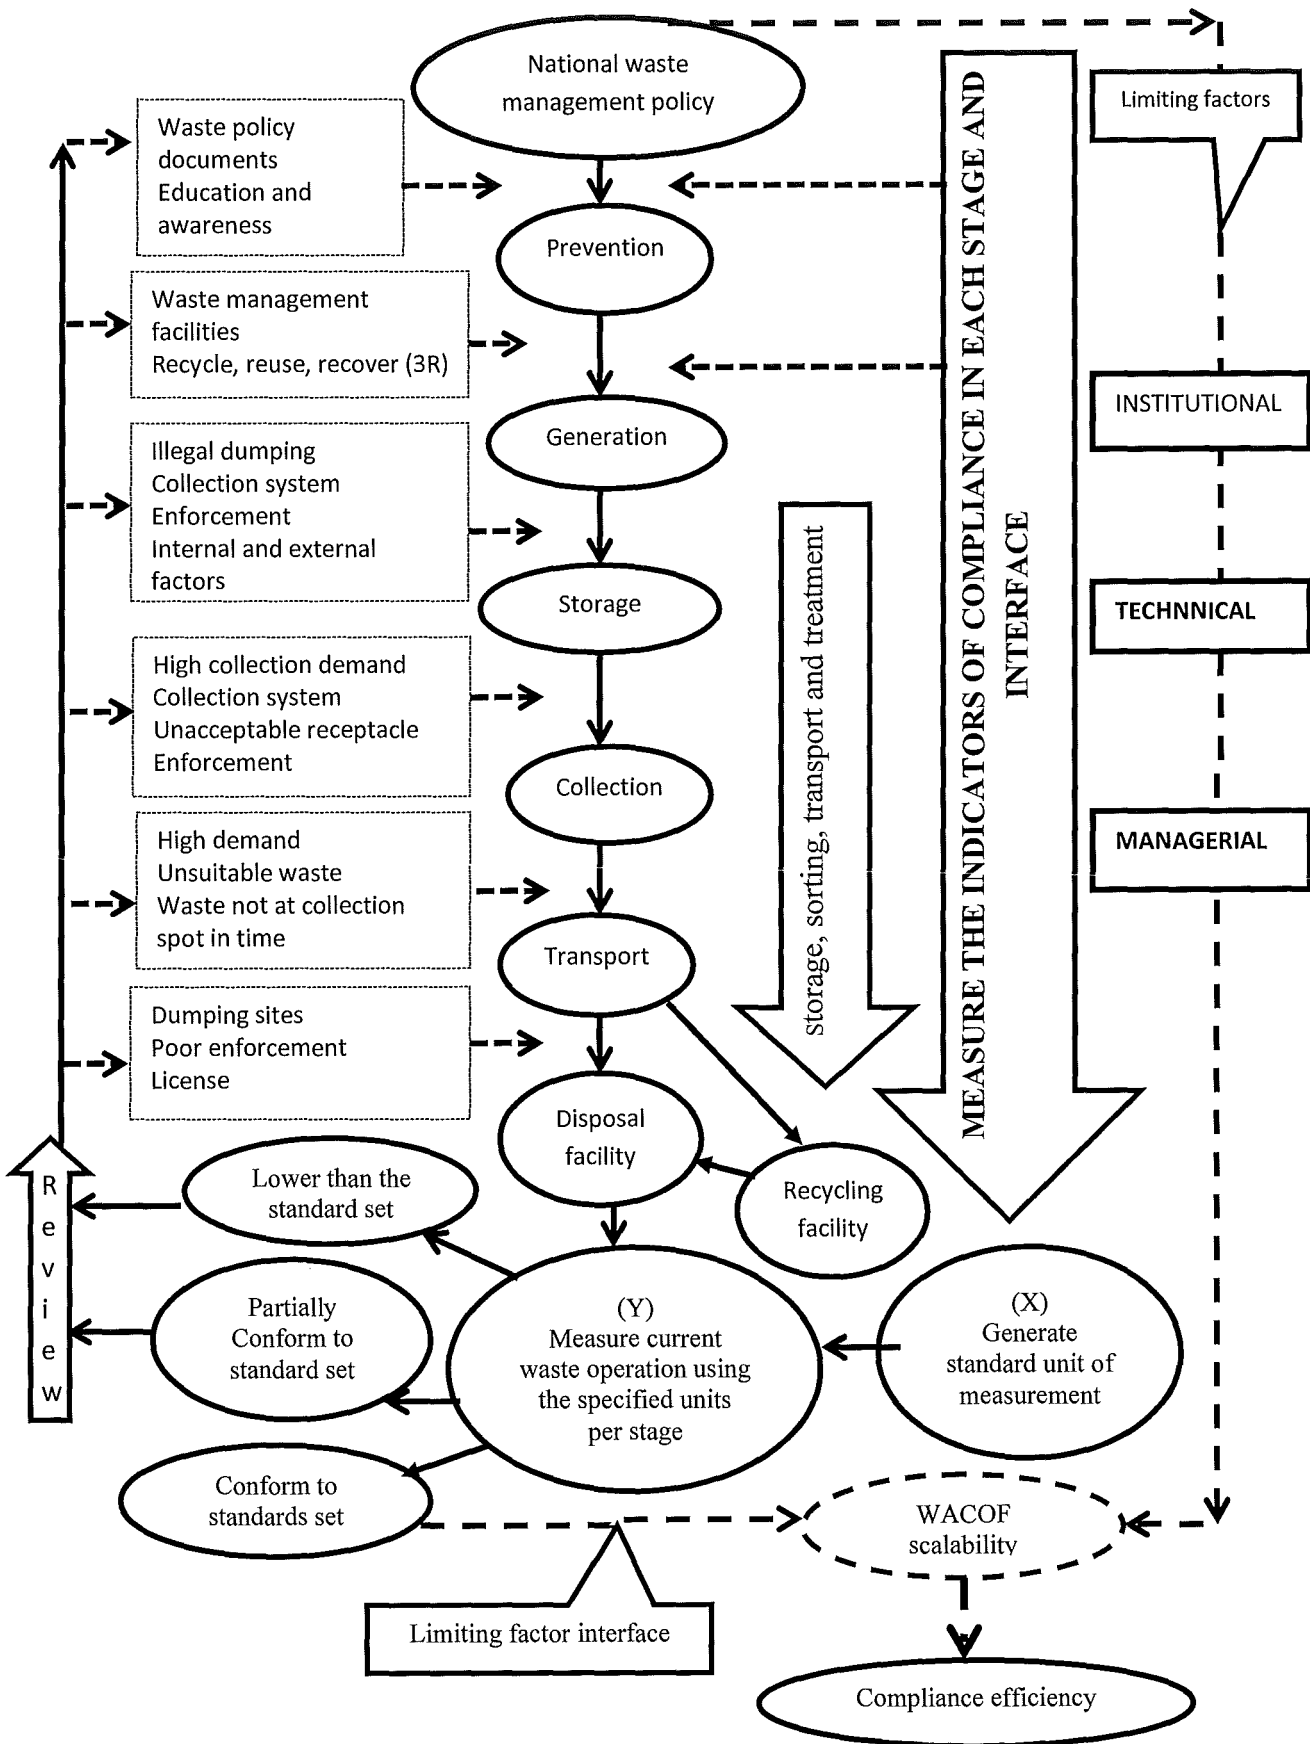 National waste
management policy
Limiting factors
Waste policy
documents
Education and
awareness
Prevention
Waste management
facilities
Recycle, reuse, recover (3R)
Generation
INSTITUTIONAL
Illegal dumping
Collection system
Enforcement
Internal and external
factors
Storage
TECHNNICAL
High collection demand
Collection system
Unacceptable receptacle
Enforcement
Collection
MANAGERIAL
High demand
Unsuitable waste
Waste not at collection
spot in time
Transport
Dumping sites
Poor enforcement
License
Disposal
facility
Recycling
facility
storage, sorting, transport and treatment
MEASURE THE INDICATORS OF COMPLIANCE IN EACH STAGE AND
INTERFACE
Review
Lower than the
standard set
Partially
Conform to
standard set
Conform to
standards set
(Y)
Measure current
waste operation using
the specified units
per stage
(X)
Generate
standard unit of
measurement
WACOF
scalability
Limiting factor interface
Compliance efficiency